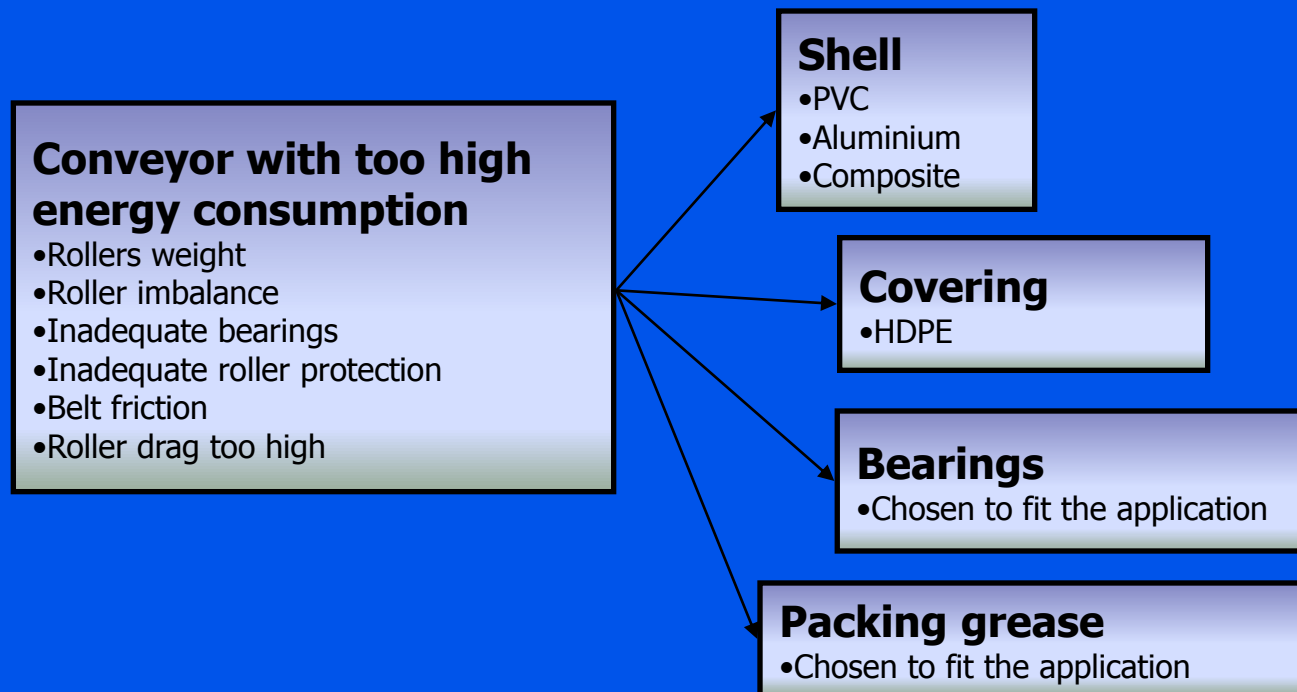 Conveyor with too high
energy consumption
•Rollers weight
•Roller imbalance
•Inadequate bearings
•Inadequate roller protection
•Belt friction
•Roller drag too high
Shell
•PVC
•Aluminium
•Composite
Covering
•HDPE
Bearings
•Chosen to fit the application
Packing grease
•Chosen to fit the application